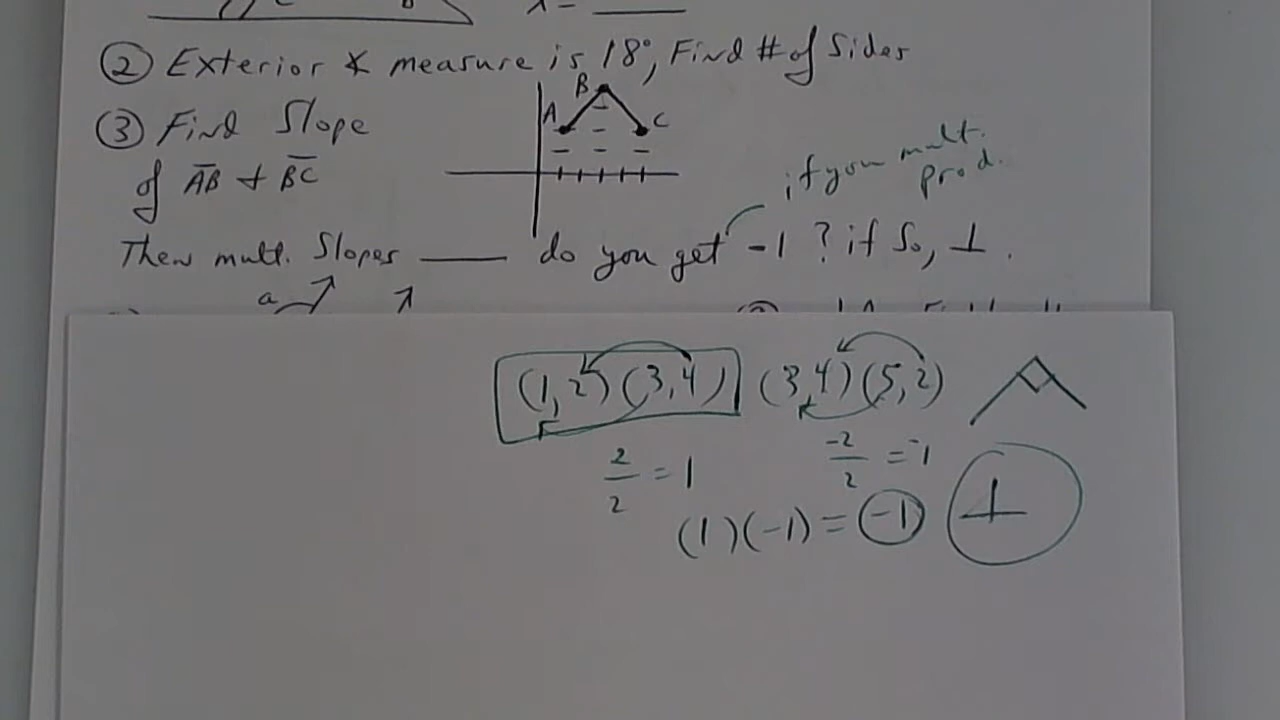 ② Exterior ∡ measure is 18°, Find # of Sides
③ Find Slope
of AB + BC
A B C
if you mult.
prod.
Then mult. Slopes ____ do you get -1 ? if So, ⊥.
a
(1,2)(3,4) (3,4)(5,2)
2/2 = 1 -2/2 = -1
(1)(-1) = -1 ⊥